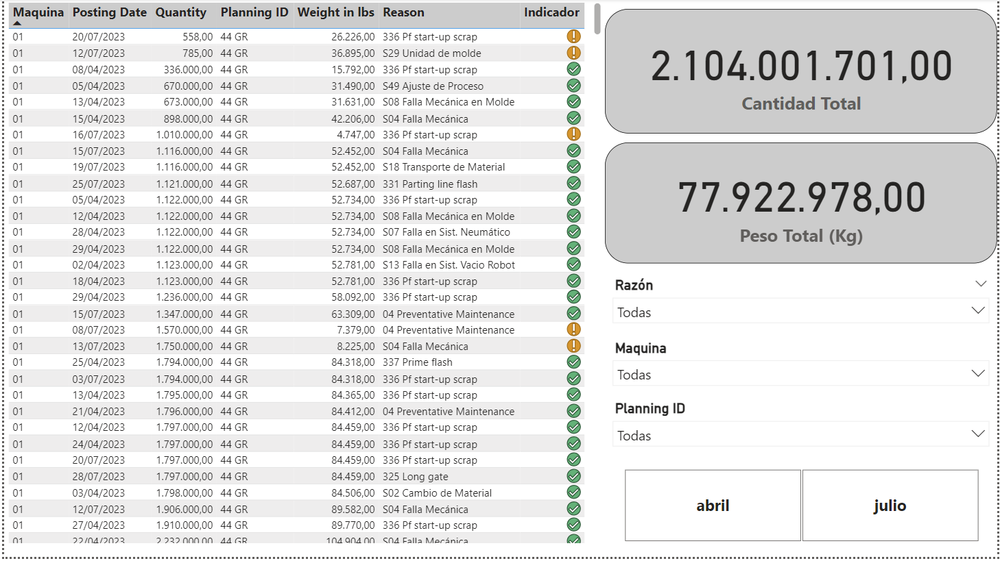 Maquina Posting Date Quantity Planning ID Weight in lbs Reason Indicador
01 20/07/2023 558,00 44 GR 26.226,00 336 Pf start-up scrap
01 12/07/2023 785,00 44 GR 36.895,00 S29 Unidad de molde
01 08/04/2023 336.000,00 44 GR 15.792,00 336 Pf start-up scrap
01 05/04/2023 670.000,00 44 GR 31.490,00 S49 Ajuste de Proceso
01 13/04/2023 673.000,00 44 GR 31.631,00 S08 Falla Mecánica en Molde
01 15/04/2023 898.000,00 44 GR 42.206,00 S04 Falla Mecánica
01 16/07/2023 1.010.000,00 44 GR 4.747,00 336 Pf start-up scrap
01 15/07/2023 1.116.000,00 44 GR 52.452,00 S04 Falla Mecánica
01 19/07/2023 1.116.000,00 44 GR 52.452,00 S18 Transporte de Material
01 25/07/2023 1.121.000,00 44 GR 52.687,00 331 Parting line flash
01 05/04/2023 1.122.000,00 44 GR 52.734,00 336 Pf start-up scrap
01 12/04/2023 1.122.000,00 44 GR 52.734,00 S08 Falla Mecánica en Molde
01 28/04/2023 1.122.000,00 44 GR 52.734,00 S07 Falla en Sist. Neumático
01 29/04/2023 1.122.000,00 44 GR 52.734,00 S08 Falla Mecánica en Molde
01 02/04/2023 1.123.000,00 44 GR 52.781,00 S13 Falla en Sist. Vacio Robot
01 18/04/2023 1.123.000,00 44 GR 52.781,00 336 Pf start-up scrap
01 29/04/2023 1.236.000,00 44 GR 58.092,00 336 Pf start-up scrap
01 15/07/2023 1.347.000,00 44 GR 63.309,00 04 Preventative Maintenance
01 08/07/2023 1.570.000,00 44 GR 7.379,00 04 Preventative Maintenance
01 13/07/2023 1.750.000,00 44 GR 8.225,00 S04 Falla Mecánica
01 25/04/2023 1.794.000,00 44 GR 84.318,00 337 Prime flash
01 03/07/2023 1.794.000,00 44 GR 84.318,00 336 Pf start-up scrap
01 13/04/2023 1.795.000,00 44 GR 84.365,00 336 Pf start-up scrap
01 21/04/2023 1.796.000,00 44 GR 84.412,00 04 Preventative Maintenance
01 12/04/2023 1.797.000,00 44 GR 84.459,00 336 Pf start-up scrap
01 24/04/2023 1.797.000,00 44 GR 84.459,00 336 Pf start-up scrap
01 20/07/2023 1.797.000,00 44 GR 84.459,00 336 Pf start-up scrap
01 28/07/2023 1.797.000,00 44 GR 84.459,00 325 Long gate
01 03/04/2023 1.798.000,00 44 GR 84.506,00 S02 Cambio de Material
01 12/07/2023 1.906.000,00 44 GR 89.582,00 S04 Falla Mecánica
01 27/04/2023 1.910.000,00 44 GR 89.770,00 336 Pf start-up scrap
01 22/04/2023 2.232.000,00 44 GR 104.904,00 S04 Falla Mecánica
2.104.001.701,00
Cantidad Total
77.922.978,00
Peso Total (Kg)
Razón
Todas
Maquina
Todas
Planning ID
Todas
abril julio